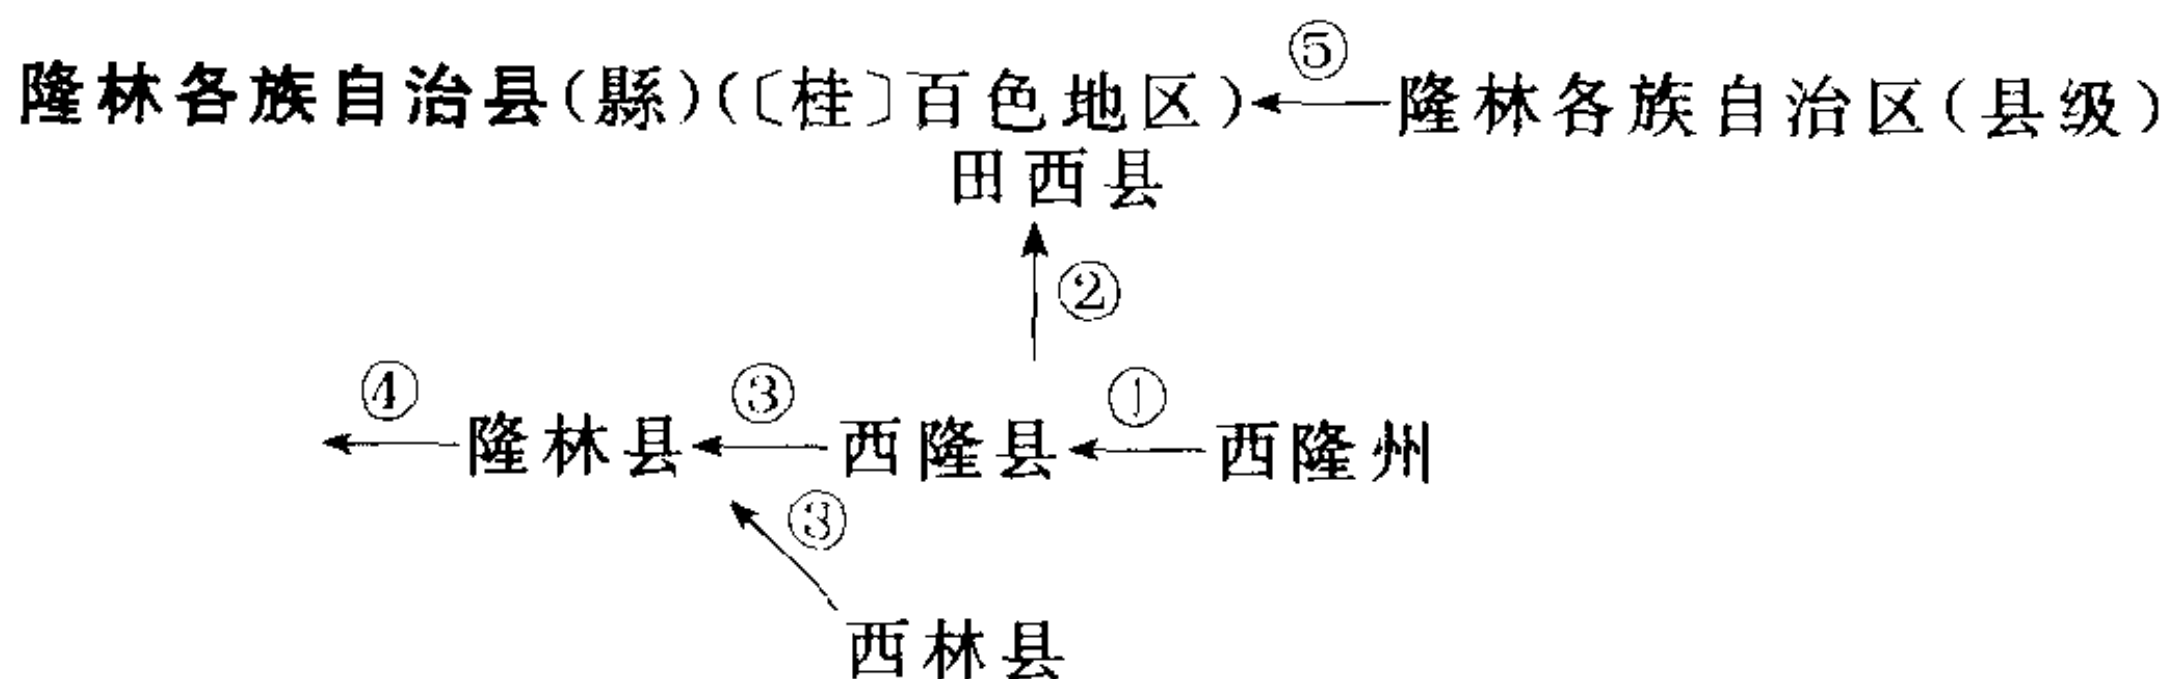 ⑤
隆林各族自治县(縣)(〔桂〕百色地区)←隆林各族自治区(县级)
田西县
②
④ ③ ①
←隆林县←西隆县←西隆州
③
西林县